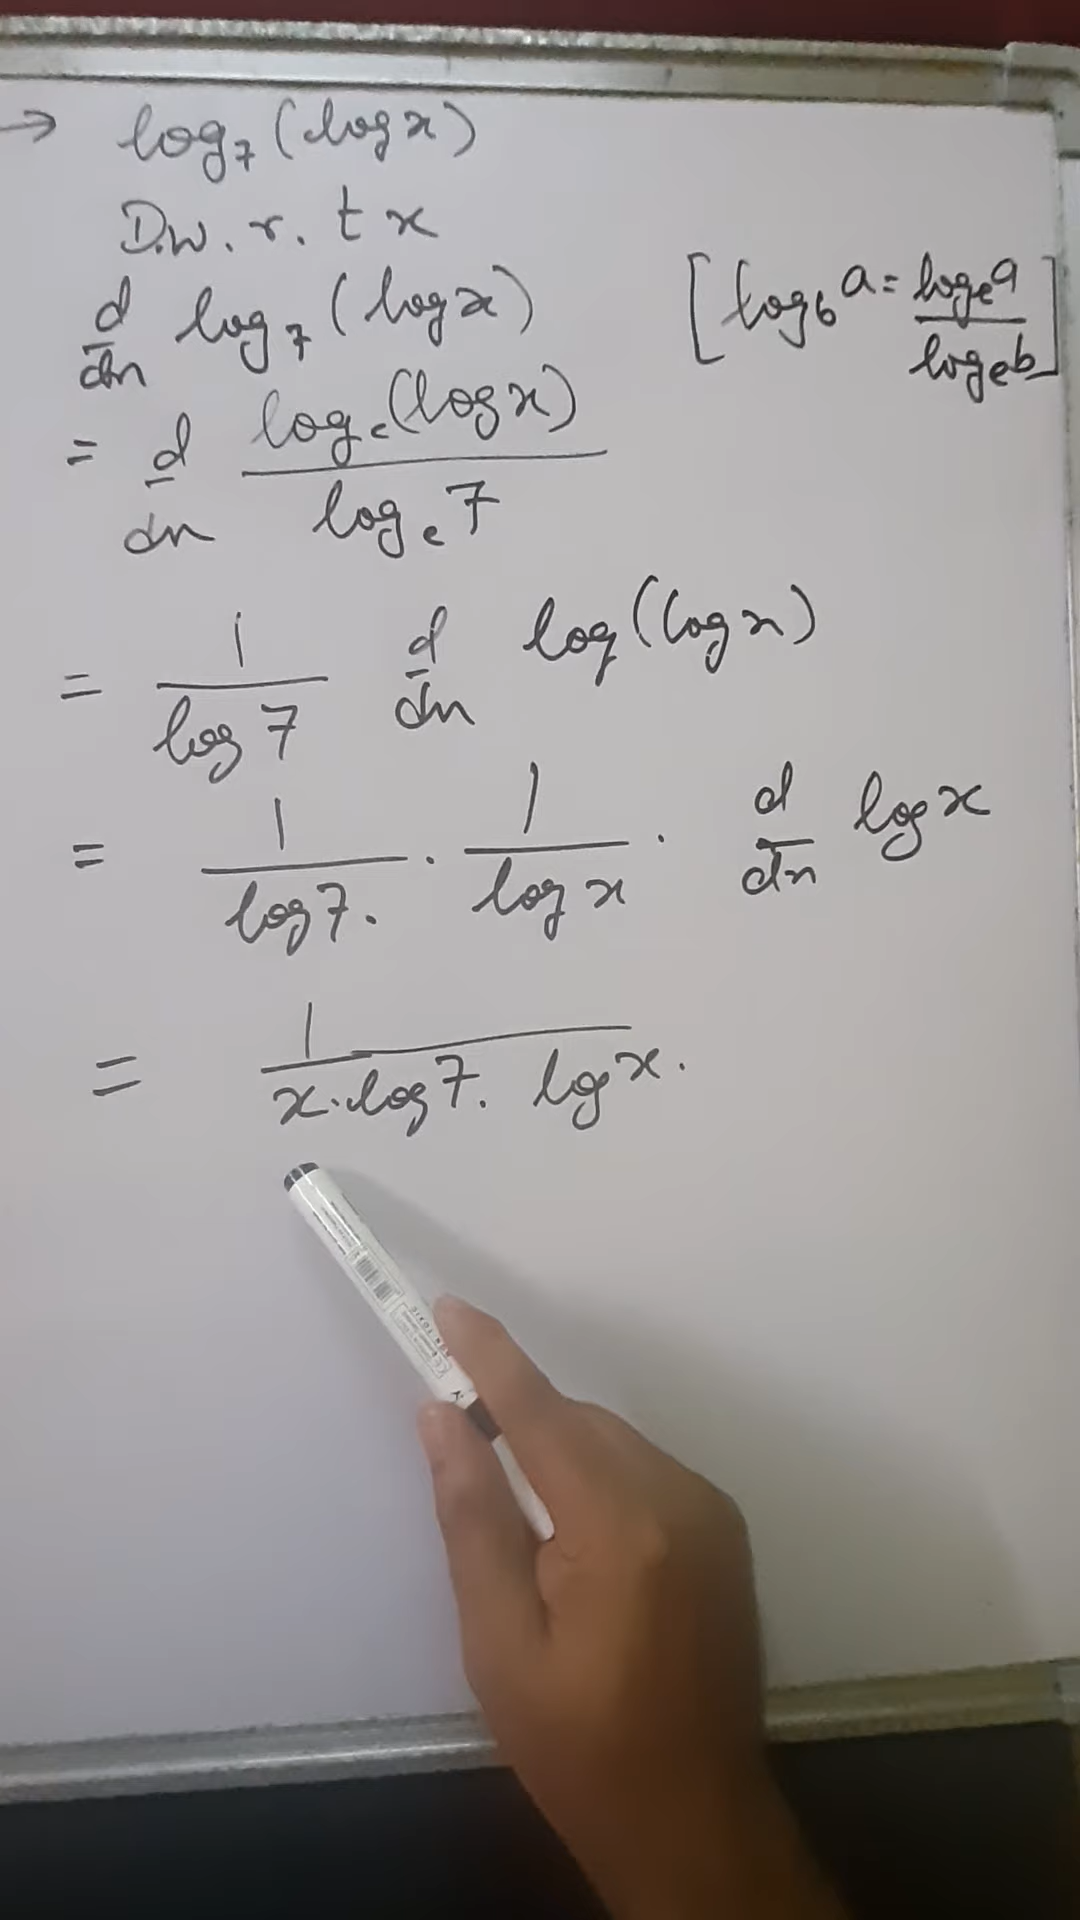 → log₇(log x)
D.w.r.t x
d/dx log₇(log x) [log_b a = log_e a / log_e b]
= d/dx log_e(log x) / log_e 7
= 1/log 7 d/dx log(log x)
= 1/log 7. · 1/log x · d/dx log x
= 1/x·log 7. log x.